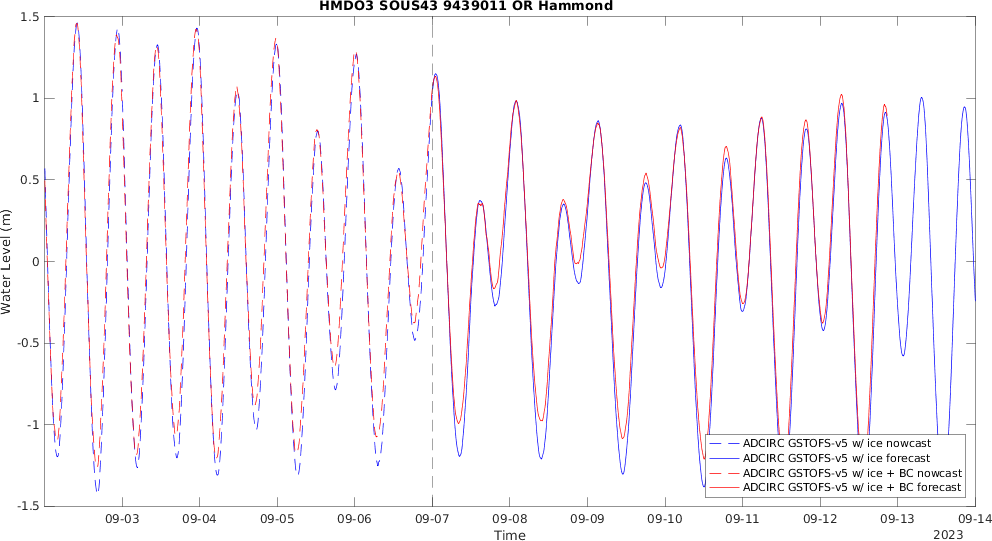 HMDO3 SOUS43 9439011 OR Hammond
1.5
1
0.5
0
-0.5
-1
-1.5
Water Level (m)
ADCIRC GSTOFS-v5 w/ ice nowcast
ADCIRC GSTOFS-v5 w/ ice forecast
ADCIRC GSTOFS-v5 w/ ice + BC nowcast
ADCIRC GSTOFS-v5 w/ ice + BC forecast
09-03 09-04 09-05 09-06 09-07 09-08 09-09 09-10 09-11 09-12 09-13 09-14
Time
2023